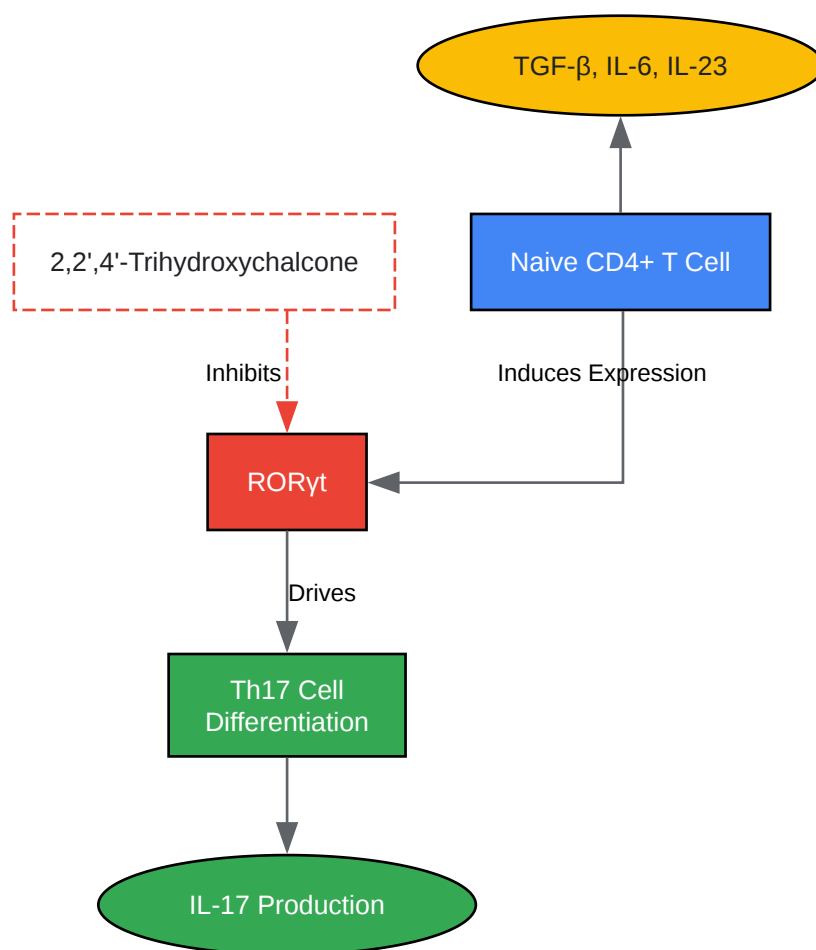 TGF-β, IL-6, IL-23
2,2',4'-Trihydroxychalcone
Naive CD4+ T Cell
Inhibits
Induces Expression
RORγt
Drives
Th17 Cell
Differentiation
IL-17 Production